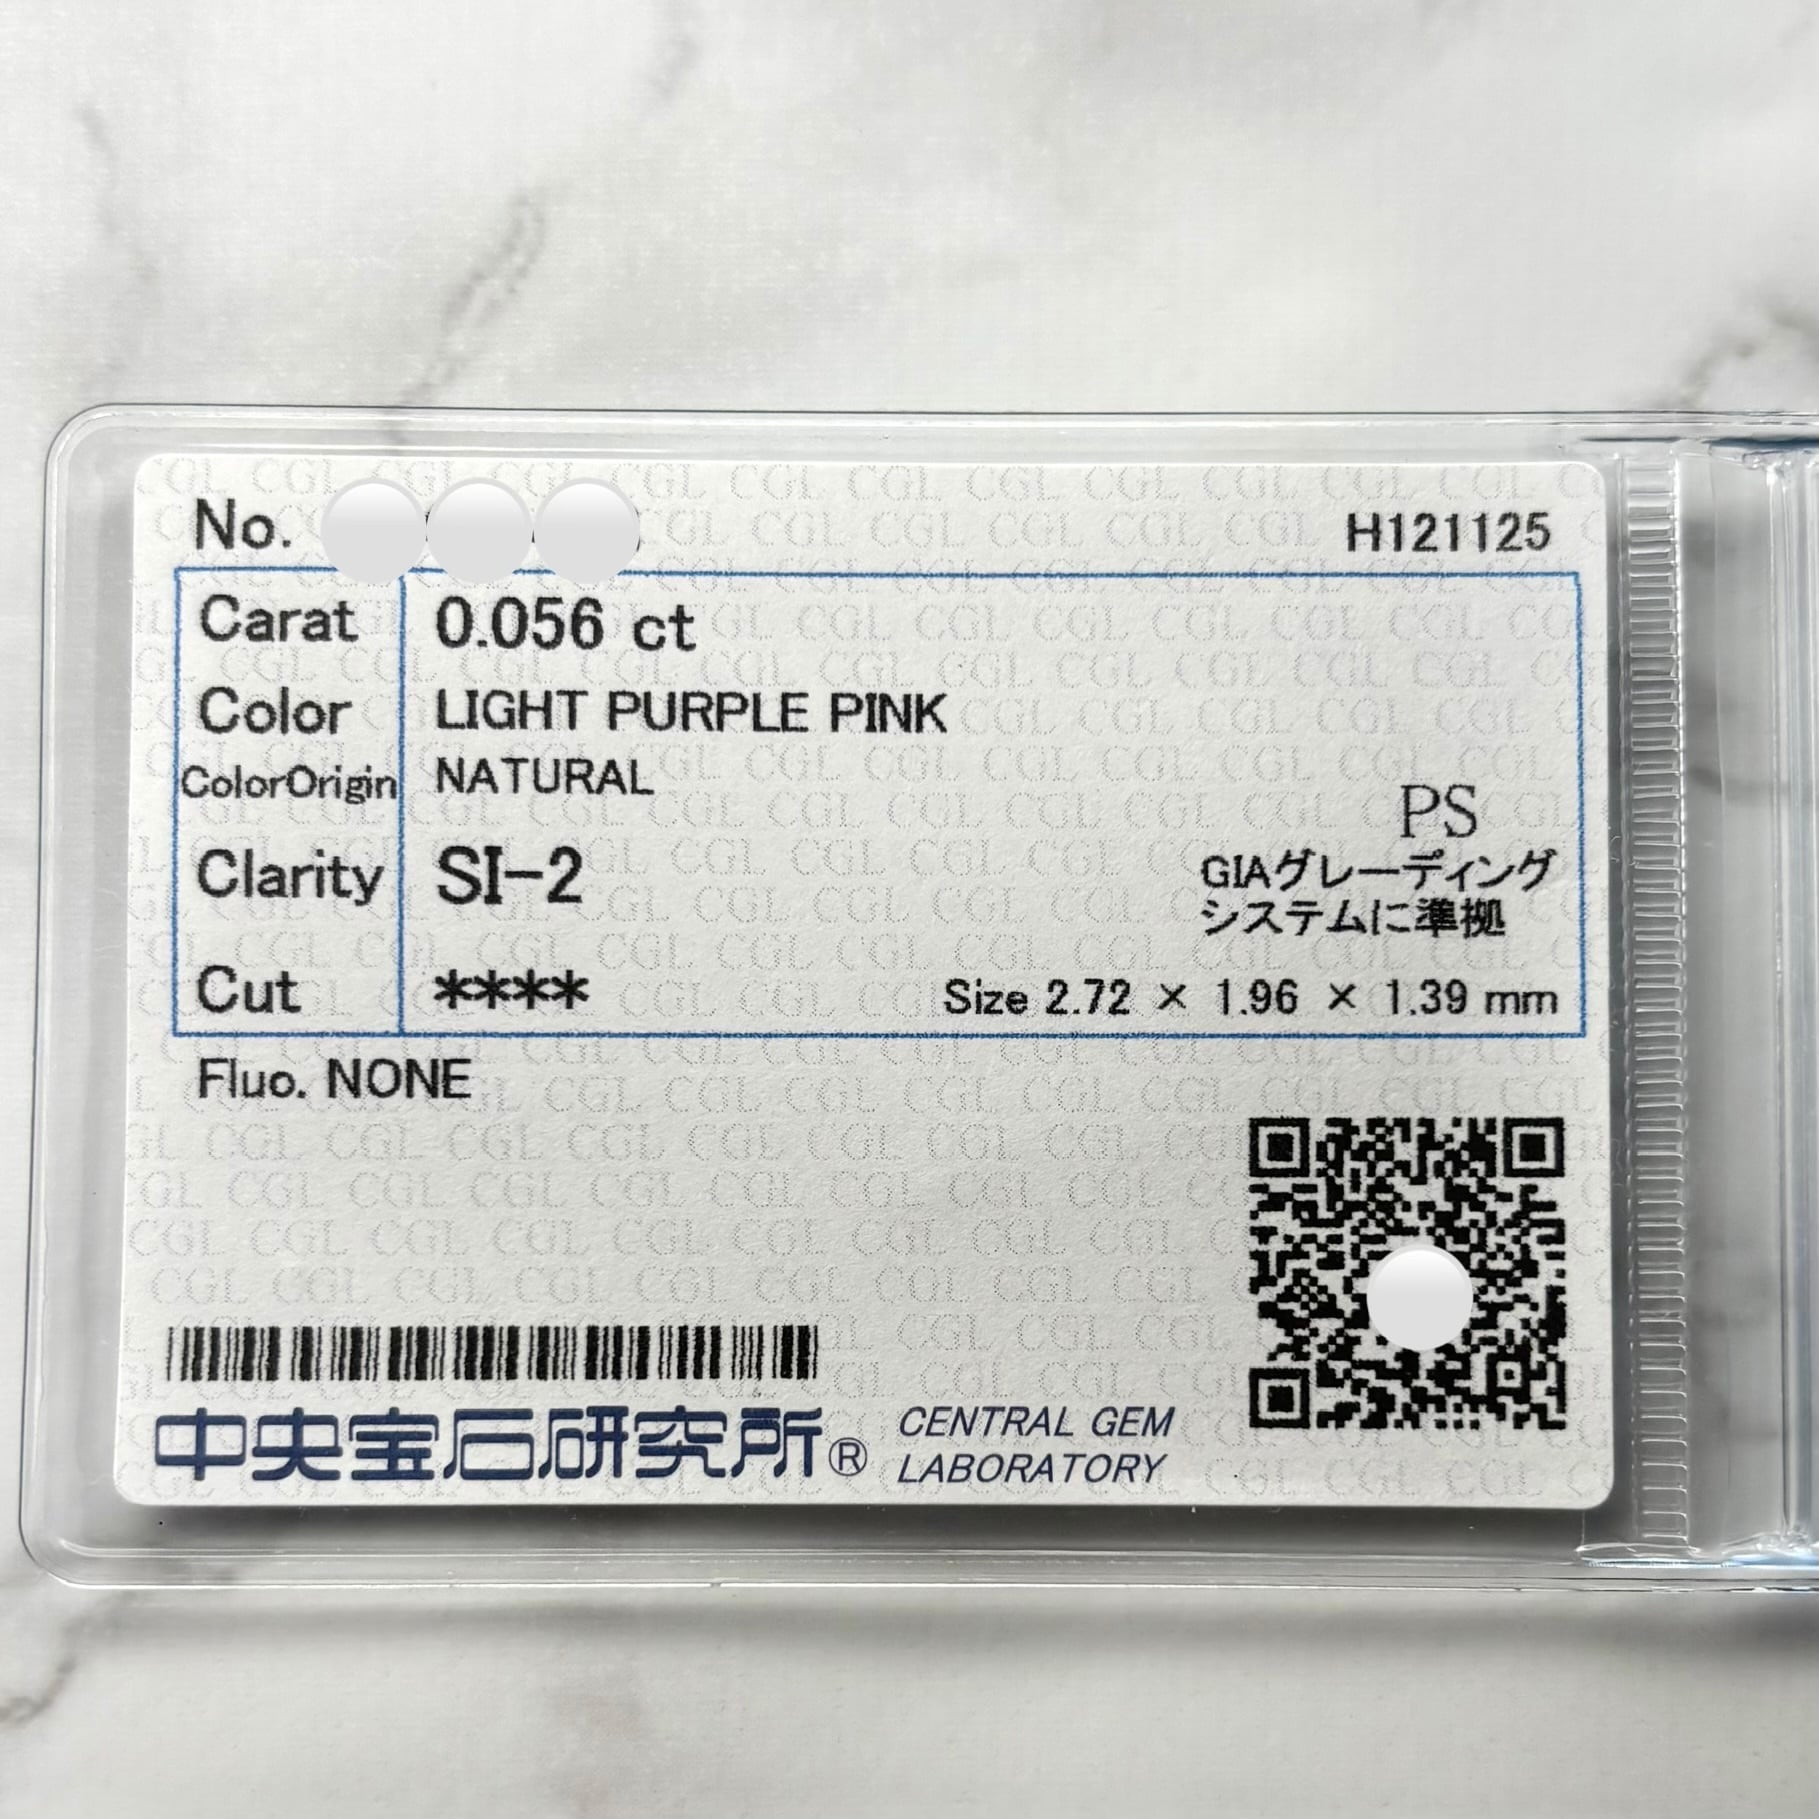 No. H121125
Carat 0.056 ct
Color LIGHT PURPLE PINK
ColorOrigin NATURAL
PS
Clarity SI-2
GIAグレーディング
システムに準拠
Cut **** Size 2.72 × 1.96 × 1.39 mm
Fluo. NONE
中央宝石研究所® CENTRAL GEM
LABORATORY